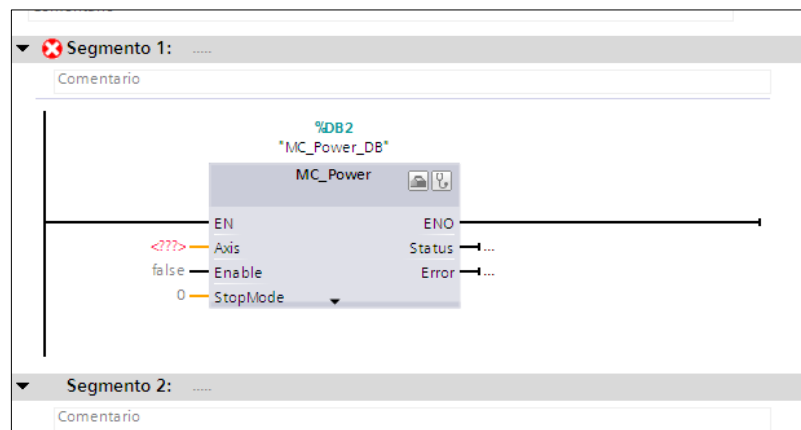 Segmento 1: .....
Comentario
%DB2
"MC_Power_DB"
MC_Power
EN ENO
<???> Axis Status ...
false Enable Error ...
0 StopMode
Segmento 2: .....
Comentario